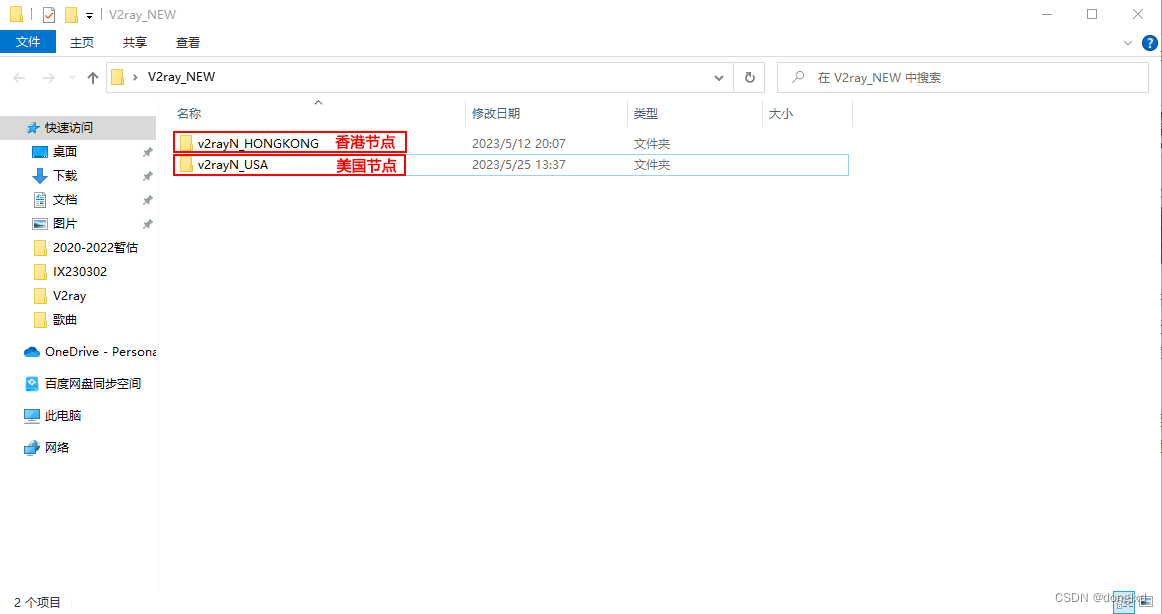 V2ray_NEW
文件 主页 共享 查看
V2ray_NEW 在 V2ray_NEW 中搜索
名称 修改日期 类型 大小
v2rayN_HONGKONG 香港节点 2023/5/12 20:07 文件夹
v2rayN_USA 美国节点 2023/5/25 13:37 文件夹
快速访问
桌面
下载
文档
图片
2020-2022暂估
IX230302
V2ray
歌曲
OneDrive - Persona
百度网盘同步空间
此电脑
网络
2 个项目
CSDN